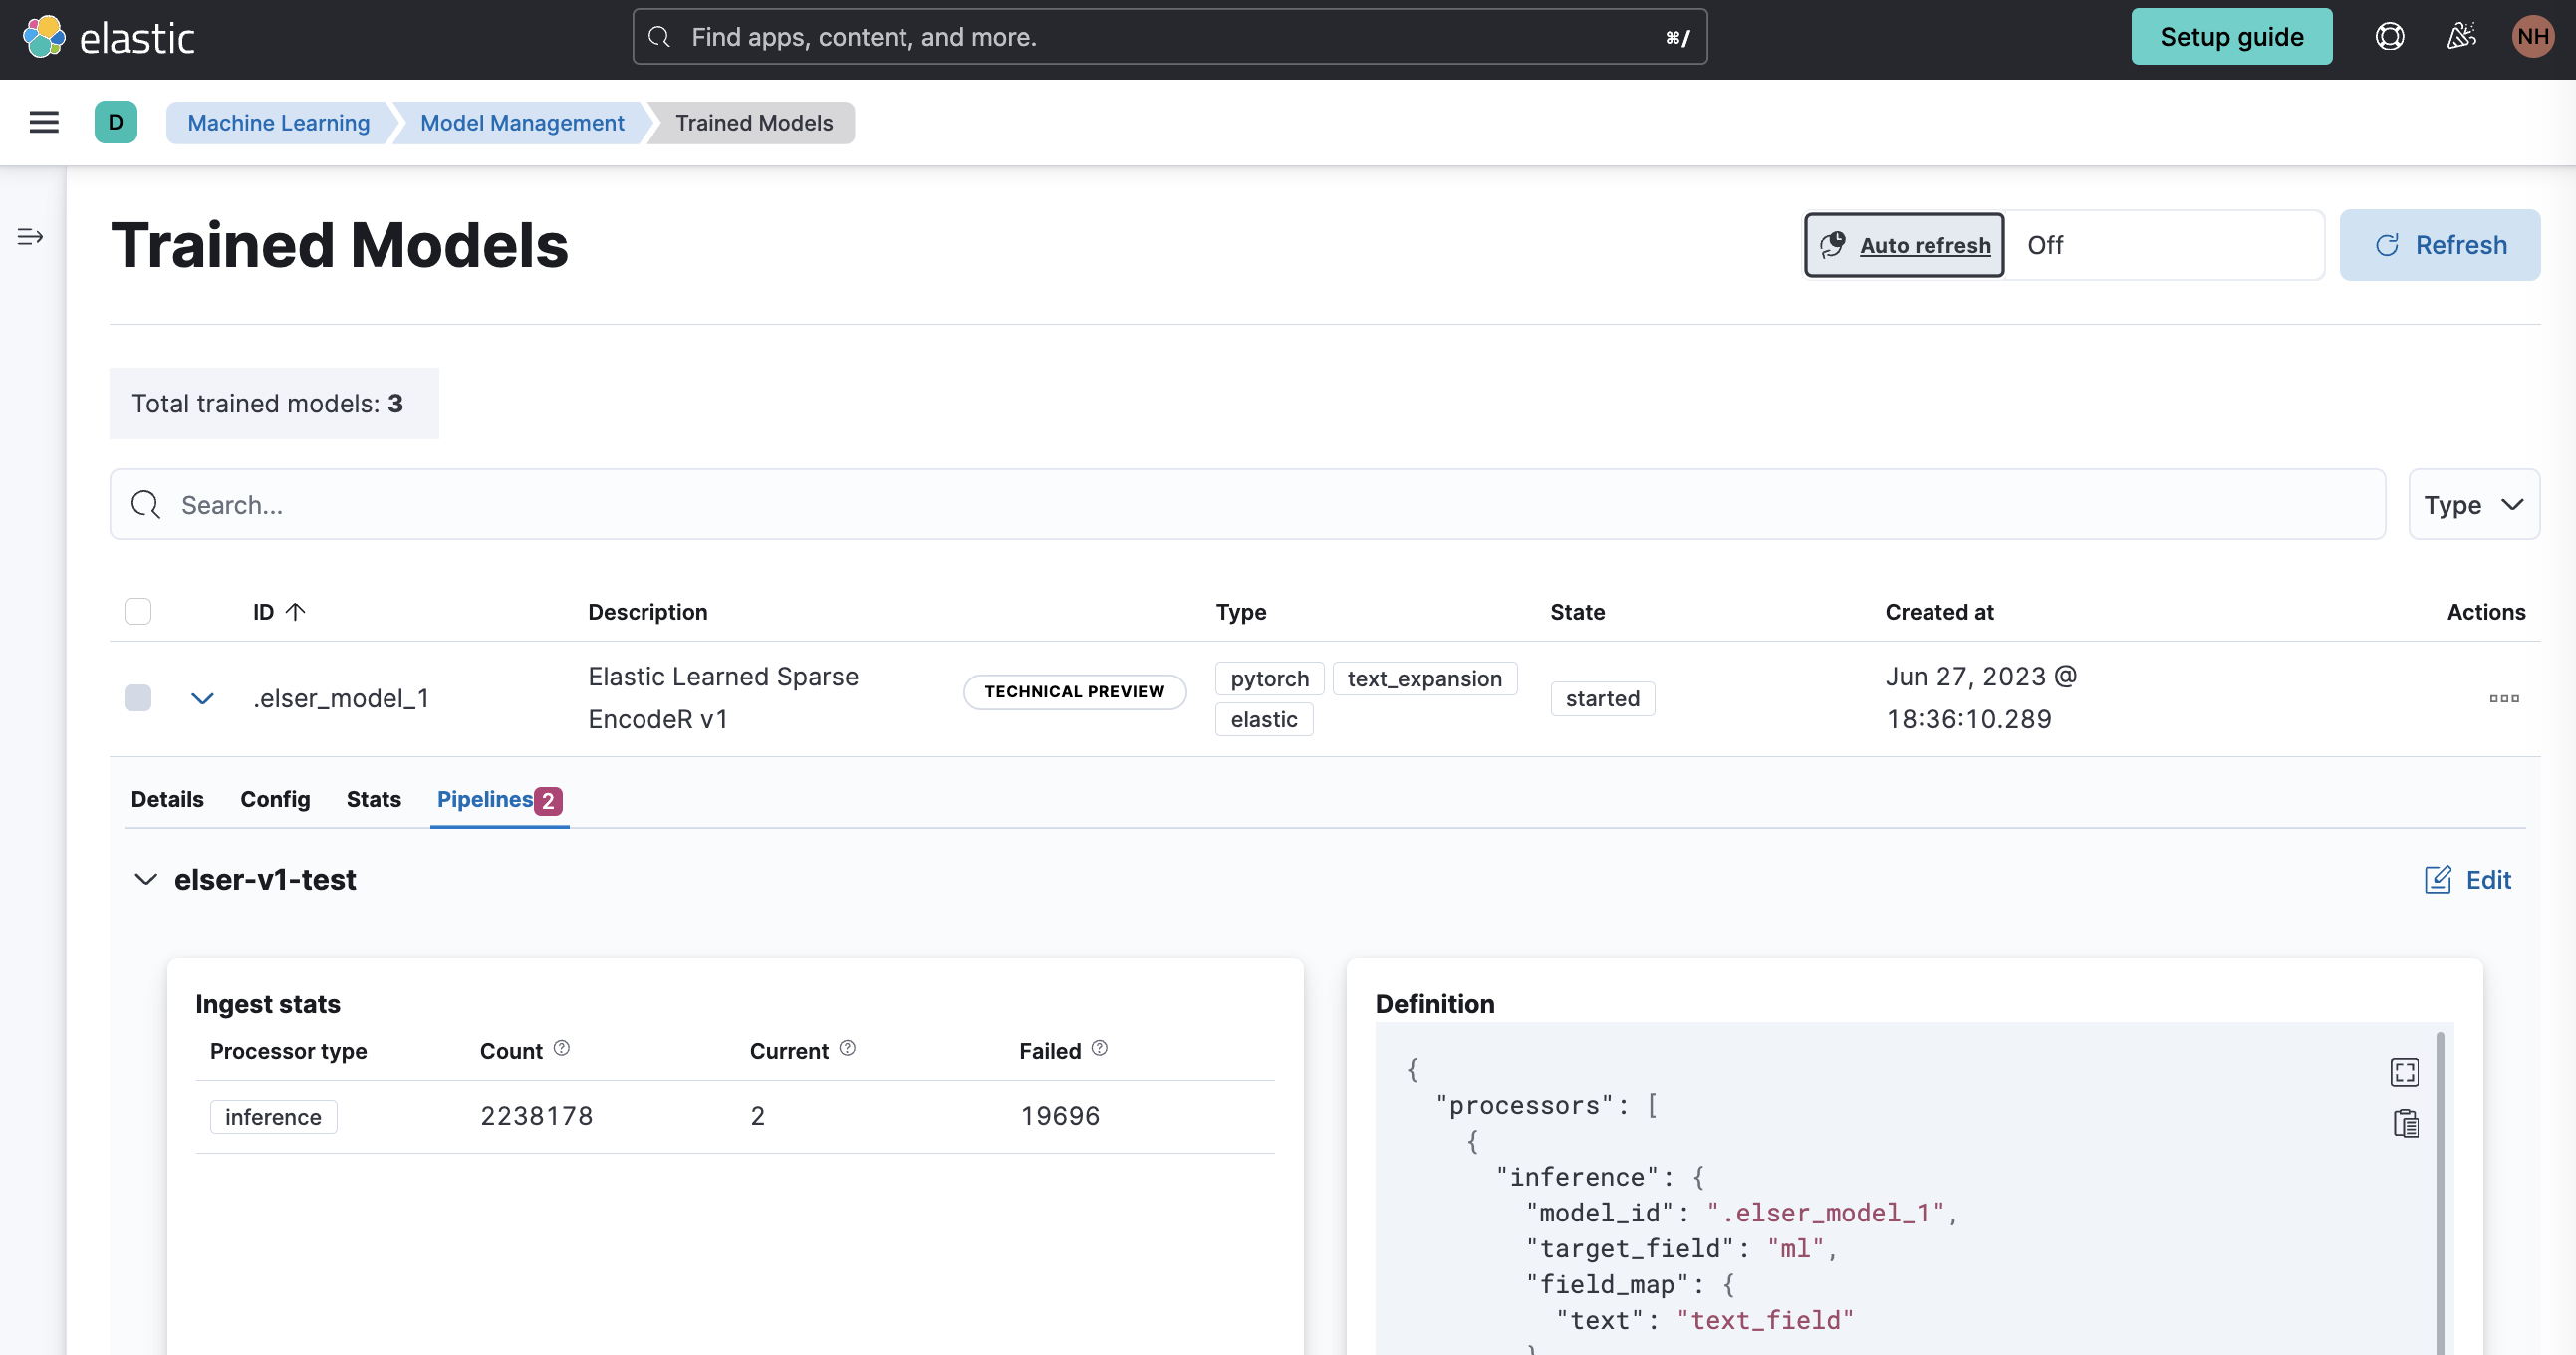 elastic
Find apps, content, and more.
⌘/
Setup guide
NH
D
Machine Learning
Model Management
Trained Models
Trained Models
Auto refresh
Off
Refresh
Total trained models: 3
Search...
Type
ID
Description
Type
State
Created at
Actions
.elser_model_1
Elastic Learned Sparse
EncodeR v1
TECHNICAL PREVIEW
pytorch
text_expansion
elastic
started
Jun 27, 2023 @
18:36:10.289
Details
Config
Stats
Pipelines 2
elser-v1-test
Edit
Ingest stats
Processor type
Count
Current
Failed
inference
2238178
2
19696
Definition
{
"processors": [
{
"inference": {
"model_id": ".elser_model_1",
"target_field": "ml",
"field_map": {
"text": "text_field"
}